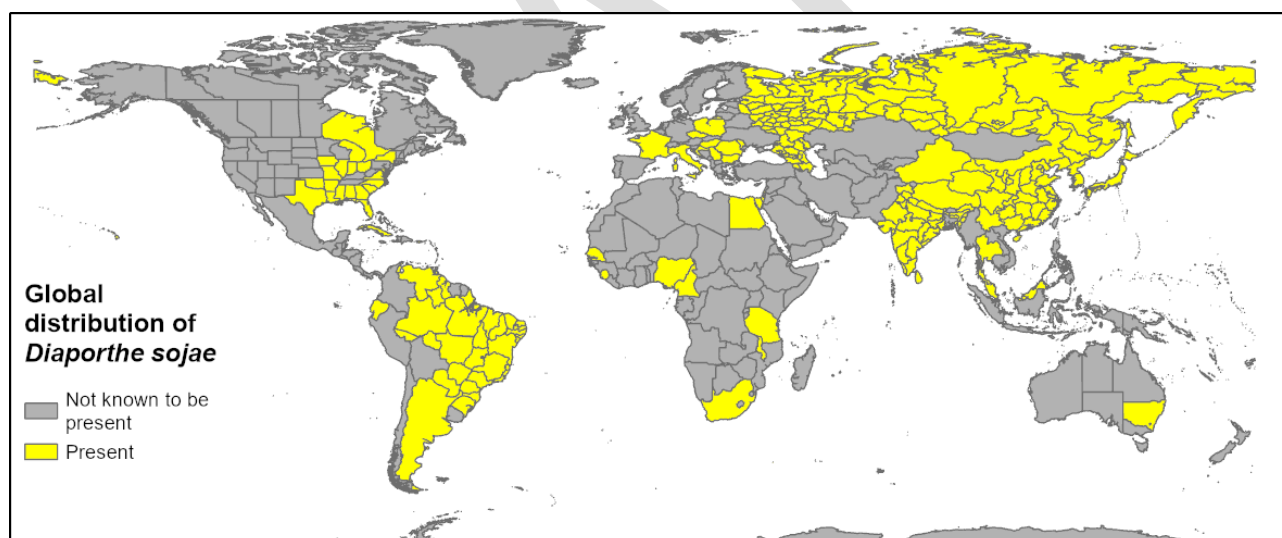 Global
distribution of
Diaporthe sojae
Not known to be
present
Present